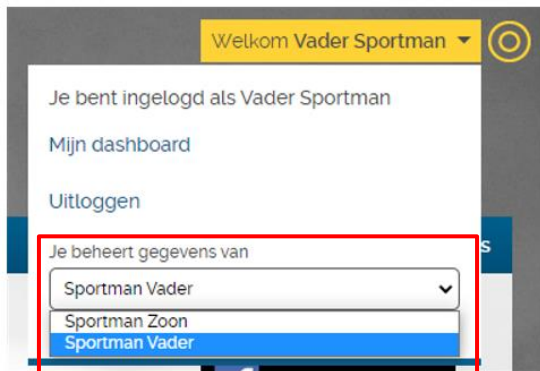 Welkom Vader Sportman
Je bent ingelogd als Vader Sportman
Mijn dashboard
Uitloggen
s
Je beheert gegevens van
Sportman Vader
Sportman Zoon
Sportman Vader